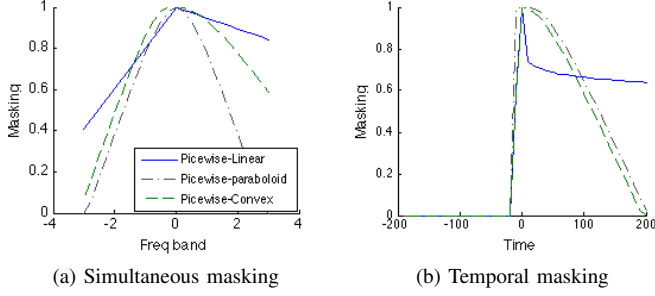 1
0.8
0.6
0.4
0.2
0
Masking
-4
-2
0
2
4
Freq band
Picewise-Linear
Picewise-paraboloid
Picewise-Convex
(a) Simultaneous masking
1
0.8
0.6
0.4
0.2
0
Masking
-200
-100
0
100
200
Time
(b) Temporal masking